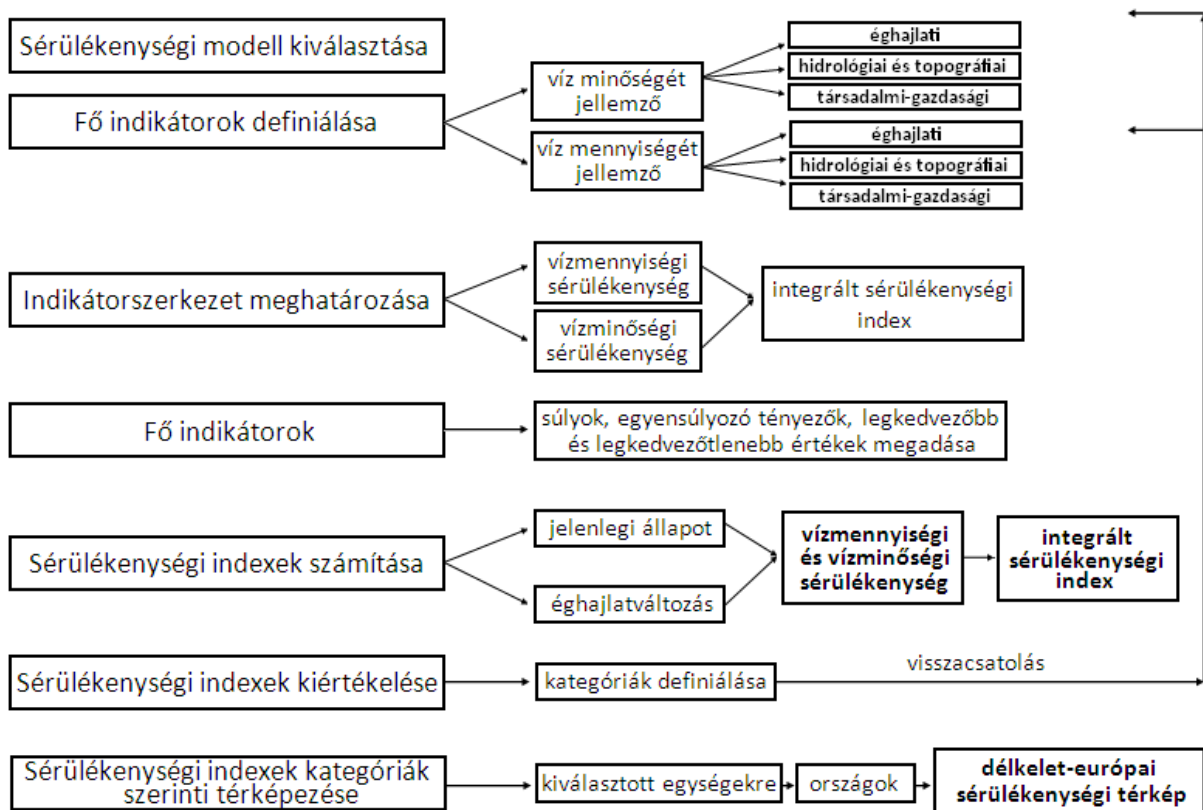 Sérülékenységi modell kiválasztása
Fő indikátorok definiálása
víz minőségét
jellemző
éghajlati
hidrológiai és topográfiai
társadalmi-gazdasági
víz mennyiségét
jellemző
éghajlati
hidrológiai és topográfiai
társadalmi-gazdasági
Indikátorszerkezet meghatározása
vízmennyiségi
sérülékenység
vízminőségi
sérülékenység
integrált sérülékenységi
index
Fő indikátorok
súlyok, egyensúlyozó tényezők, legkedvezőbb
és legkedvezőtlenebb értékek megadása
Sérülékenységi indexek számítása
jelenlegi állapot
éghajlatváltozás
vízmennyiségi
és vízminőségi
sérülékenység
integrált
sérülékenységi
index
Sérülékenységi indexek kiértékelése
kategóriák definiálása
visszacsatolás
Sérülékenységi indexek kategóriák
szerinti térképezése
kiválasztott egységekre
országok
délkelet-európai
sérülékenységi térkép